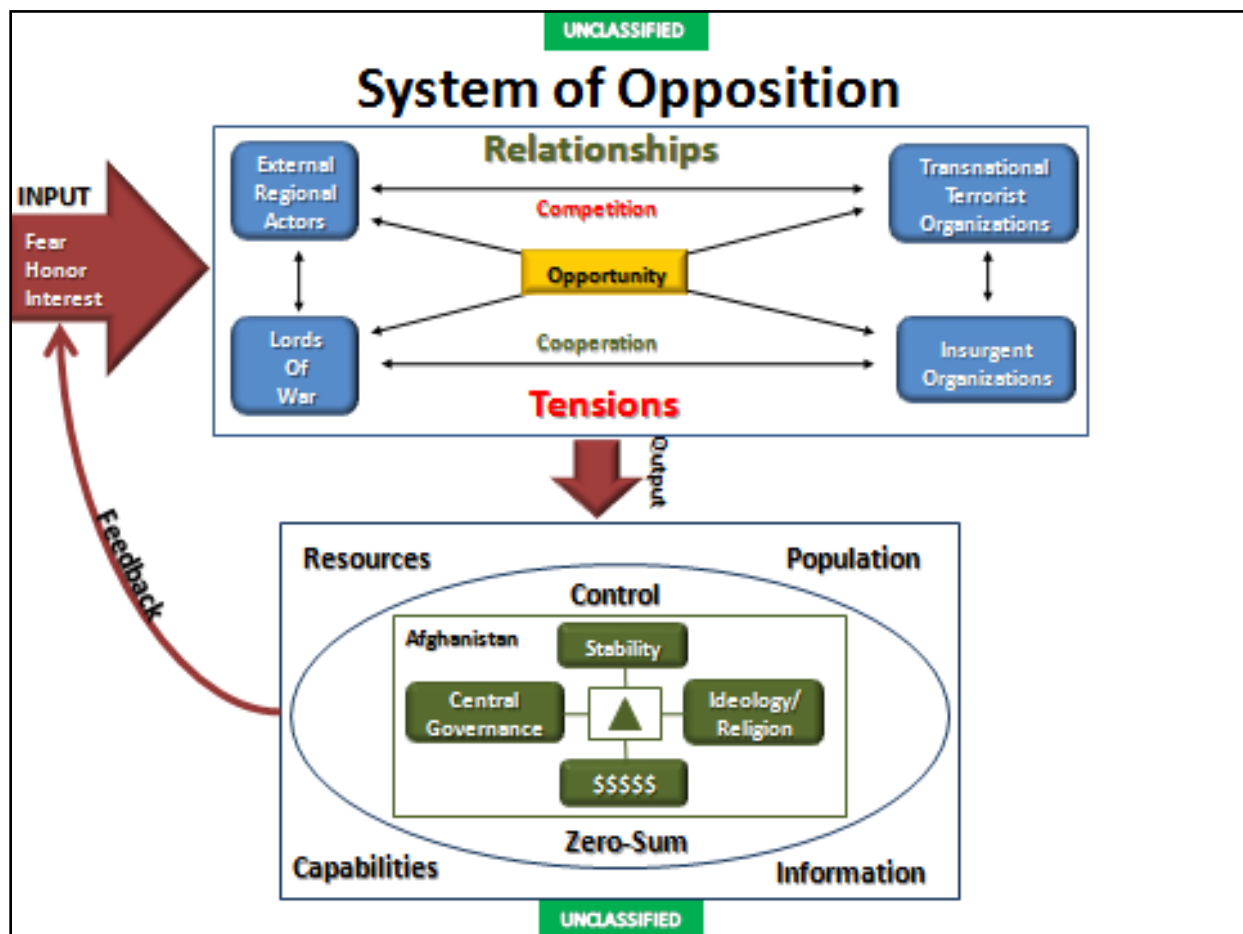 UNCLASSIFIED
System of Opposition
Relationships
External
Regional
Actors
Transnational
Terrorist
Organizations
INPUT
Fear
Honor
Interest
Competition
Opportunity
Cooperation
Lords
Of
War
Insurgent
Organizations
Tensions
Output
Feedback
Resources
Population
Control
Afghanistan
Stability
Central
Governance
Ideology/
Religion
$$$$$
Zero-Sum
Capabilities
Information
UNCLASSIFIED